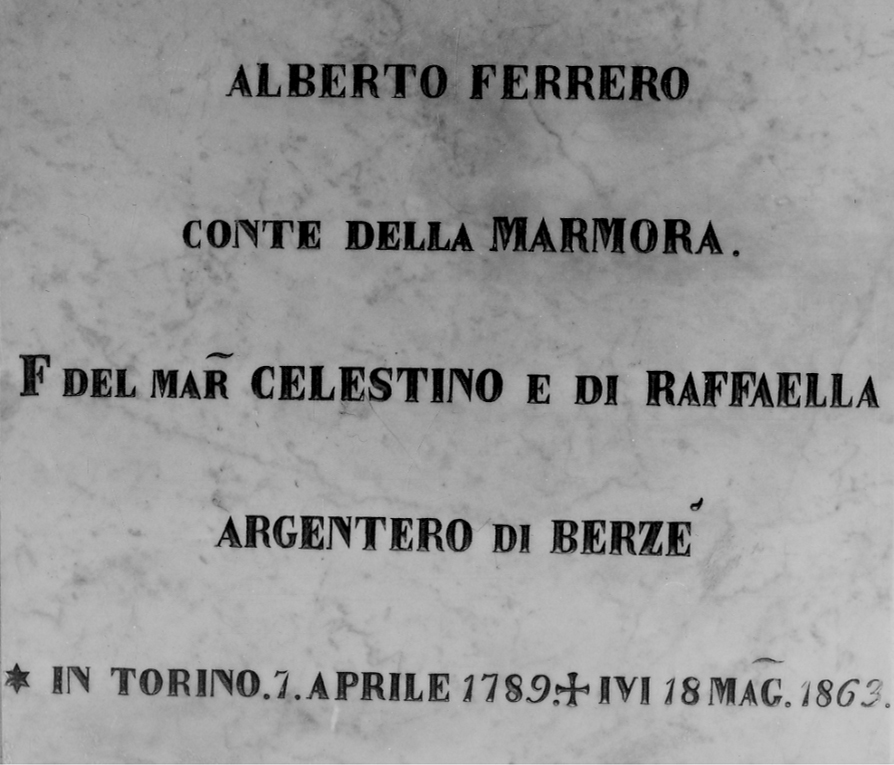 ALBERTO FERRERO
CONTE DELLA MARMORA.
F DEL MAR̃ CELESTINO E DI RAFFAELLA
ARGENTERO DI BERZÉ
✶ IN TORINO. 7. APRILE 1789. ✝ IVI 18 MAG̃. 1863.